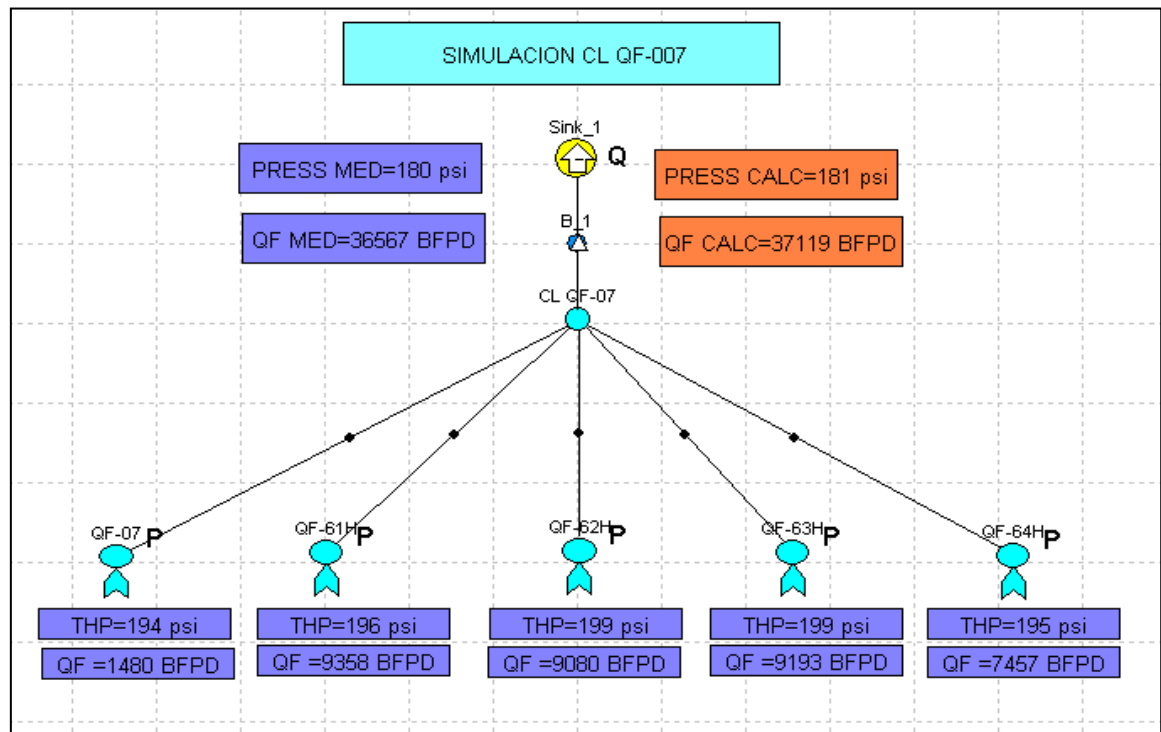 SIMULACION CL QF-007
Sink_1
Q
PRESS MED=180 psi
PRESS CALC=181 psi
B_1
QF MED=36567 BFPD
QF CALC=37119 BFPD
CL QF-07
QF-07 P
QF-61H P
QF-62H P
QF-63H P
QF-64H P
THP=194 psi
THP=196 psi
THP=199 psi
THP=199 psi
THP=195 psi
QF =1480 BFPD
QF =9358 BFPD
QF =9080 BFPD
QF =9193 BFPD
QF =7457 BFPD